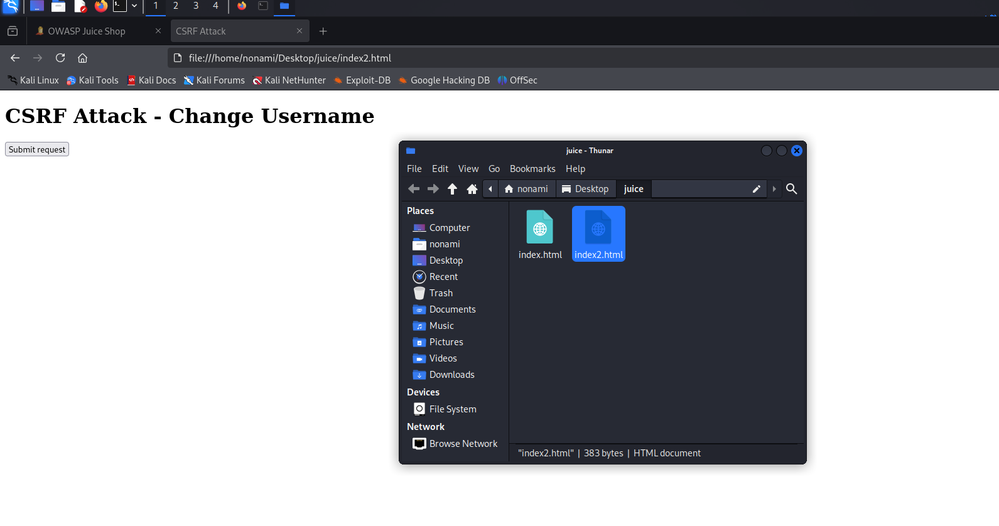 1 2 3 4
OWASP Juice Shop
CSRF Attack
file:///home/nonami/Desktop/juice/index2.html
Kali Linux Kali Tools Kali Docs Kali Forums Kali NetHunter Exploit-DB Google Hacking DB OffSec
CSRF Attack - Change Username
Submit request
juice - Thunar
File Edit View Go Bookmarks Help
nonami Desktop juice
Places
Computer
nonami
Desktop
Recent
Trash
Documents
Music
Pictures
Videos
Downloads
Devices
File System
Network
Browse Network
index.html index2.html
"index2.html" | 383 bytes | HTML document